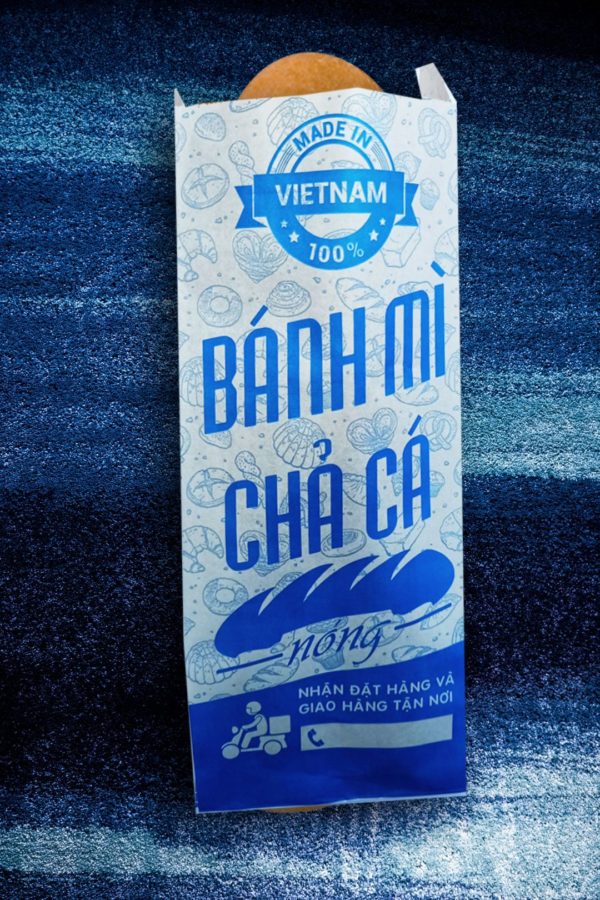 MADE IN
VIETNAM
100%
BÁNH MÌ
CHẢ CÁ
nóng
NHẬN ĐẶT HÀNG VÀ
GIAO HÀNG TẬN NƠI